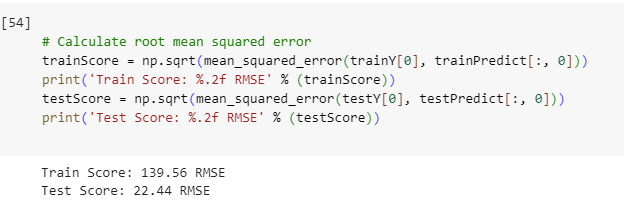 [54]
# Calculate root mean squared error
trainScore = np.sqrt(mean_squared_error(trainY[0], trainPredict[:, 0]))
print('Train Score: %.2f RMSE' % (trainScore))
testScore = np.sqrt(mean_squared_error(testY[0], testPredict[:, 0]))
print('Test Score: %.2f RMSE' % (testScore))
Train Score: 139.56 RMSE
Test Score: 22.44 RMSE